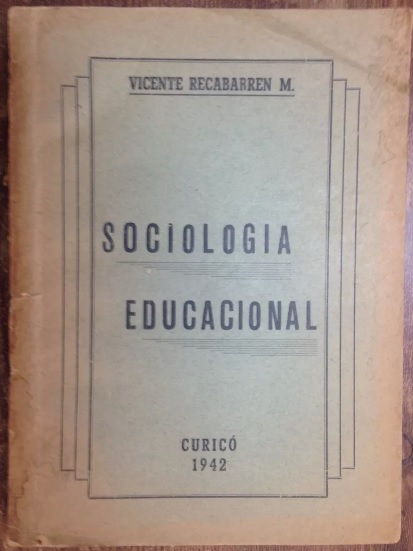 VICENTE RECABARREN M.
SOCIOLOGIA
EDUCACIONAL
CURICÓ
1942